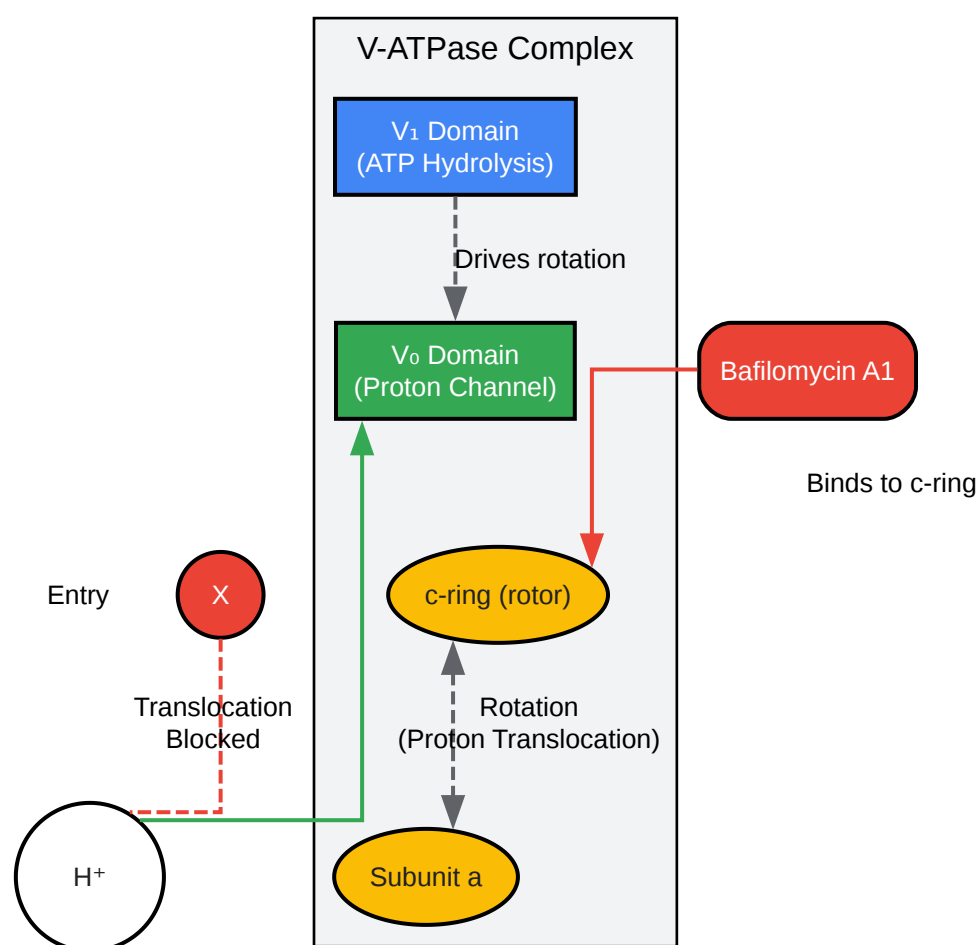 V-ATPase Complex
V₁ Domain
(ATP Hydrolysis)
Drives rotation
V₀ Domain
(Proton Channel)
Bafilomycin A1
Binds to c-ring
Entry
X
c-ring (rotor)
Translocation
Blocked
Rotation
(Proton Translocation)
H⁺
Subunit a